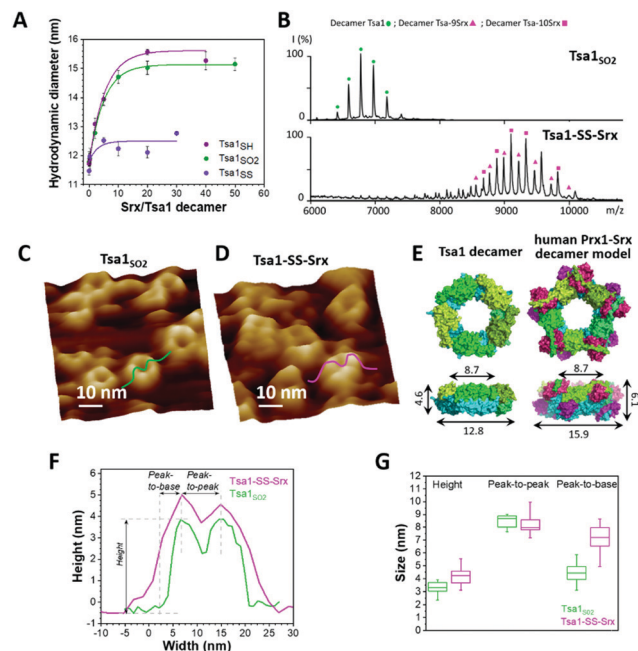 A
Hydrodynamic diameter (nm)
16
15
14
13
12
11
0 10 20 30 40 50 60
Srx/Tsa1 decamer
Tsa1SH
Tsa1SO2
Tsa1SS
B
Decamer Tsa1 ● ; Decamer Tsa-9Srx ▲ ; Decamer Tsa-10Srx ■
I (%)
100
Tsa1SO2
100
Tsa1-SS-Srx
6000 7000 8000 9000 10000 m/z
C
Tsa1SO2
10 nm
D
Tsa1-SS-Srx
10 nm
E
Tsa1 decamer
human Prx1-Srx
decamer model
8.7
8.7
4.6
6.1
12.8
15.9
F
Height (nm)
6
5
4
3
2
1
0
-1
Peak-
to-base
Peak-
to-peak
Tsa1-SS-Srx
Tsa1SO2
Height
-10 -5 0 5 10 15 20 25 30
Width (nm)
G
Size (nm)
13
12
11
10
9
8
7
6
5
4
3
2
1
0
Height Peak-to-peak Peak-to-base
Tsa1SO2
Tsa1-SS-Srx